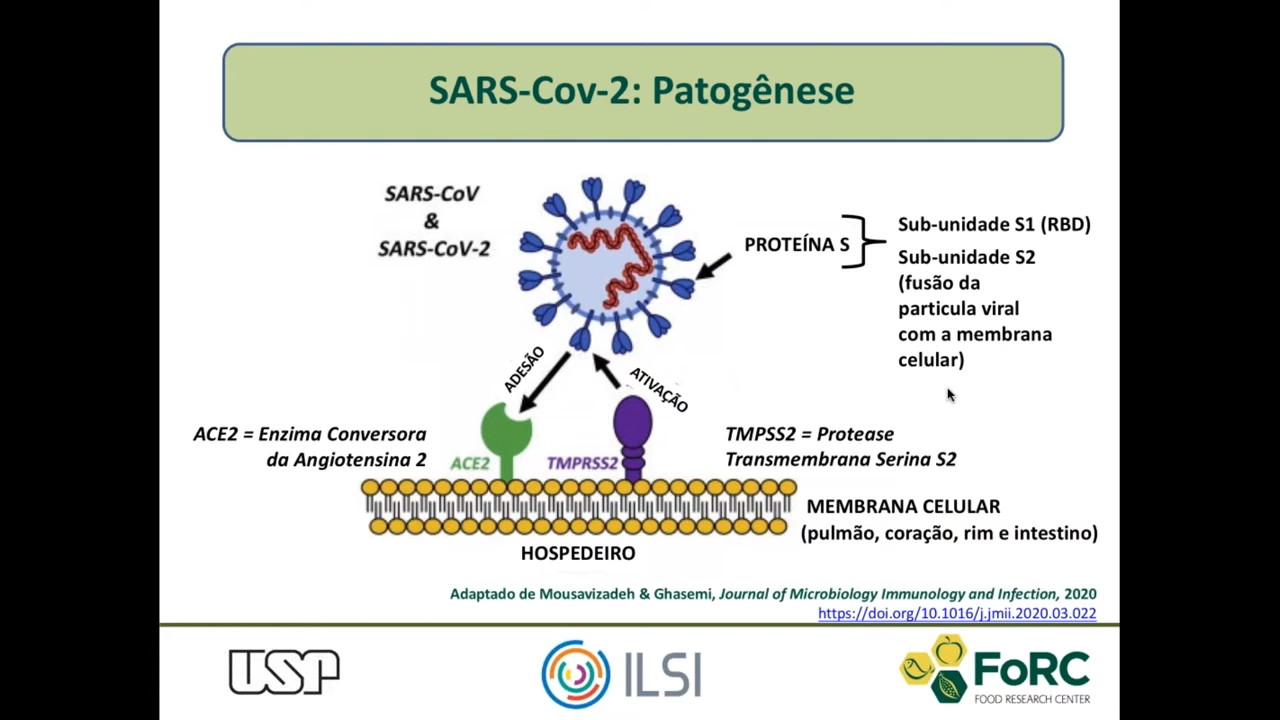 SARS-Cov-2: Patogênese
SARS-CoV
&
SARS-CoV-2
PROTEÍNA S
Sub-unidade S1 (RBD)
Sub-unidade S2
(fusão da
particula viral
com a membrana
celular)
ADESÃO
ATIVAÇÃO
ACE2 = Enzima Conversora
da Angiotensina 2
ACE2
TMPRSS2
TMPSS2 = Protease
Transmembrana Serina S2
MEMBRANA CELULAR
(pulmão, coração, rim e intestino)
HOSPEDEIRO
Adaptado de Mousavizadeh & Ghasemi, Journal of Microbiology Immunology and Infection, 2020
https://doi.org/10.1016/j.jmii.2020.03.022
USP
ILSI
FoRC
FOOD RESEARCH CENTER